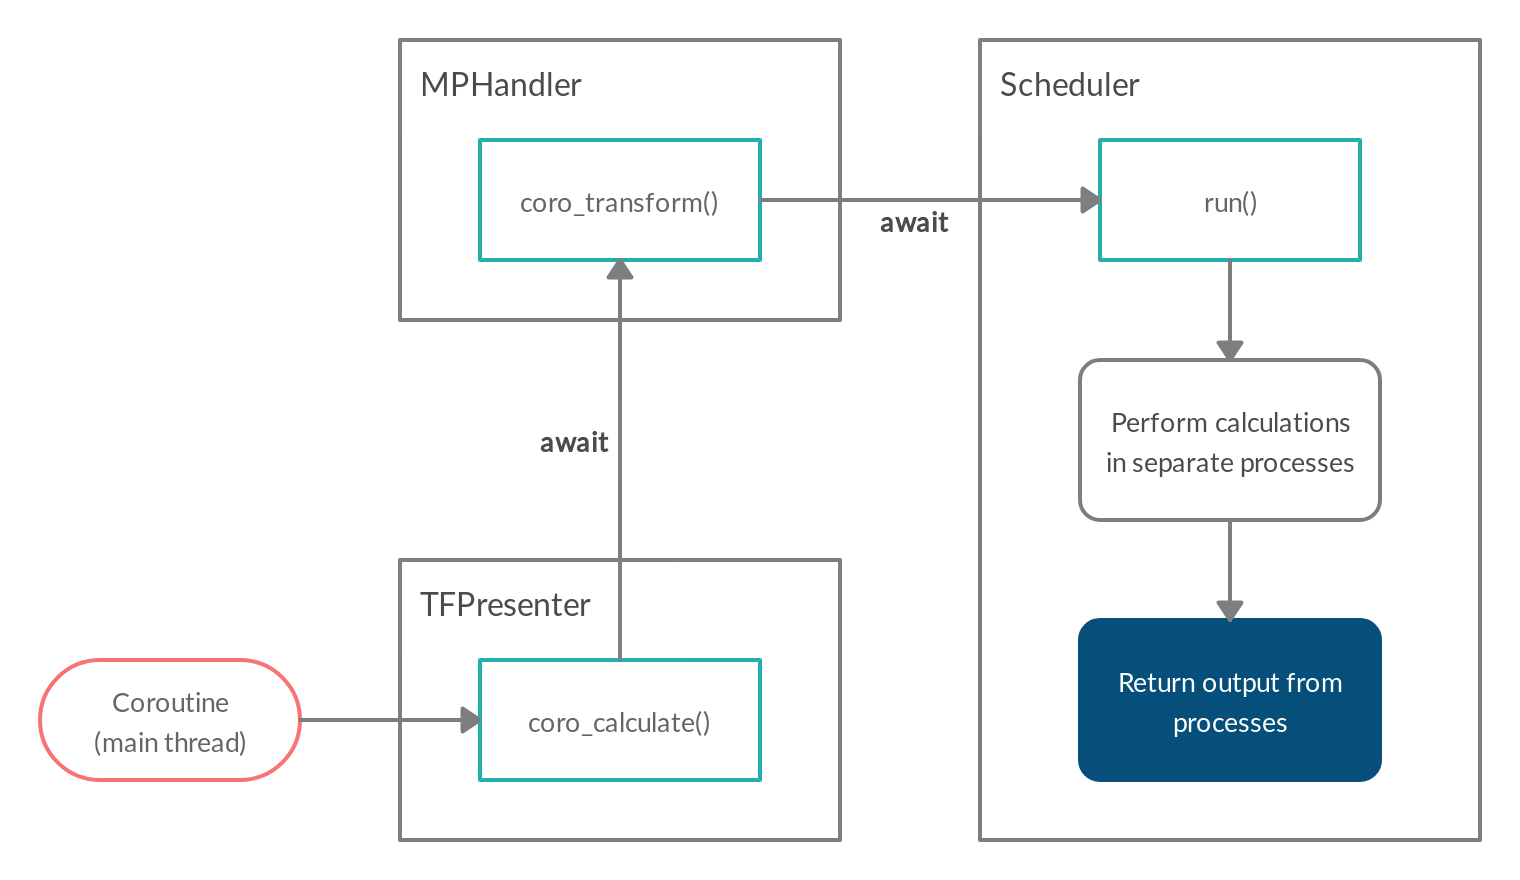 MPHandler
coro_transform()
await
Scheduler
run()
Perform calculations
in separate processes
Return output from
processes
await
TFPresenter
coro_calculate()
Coroutine
(main thread)